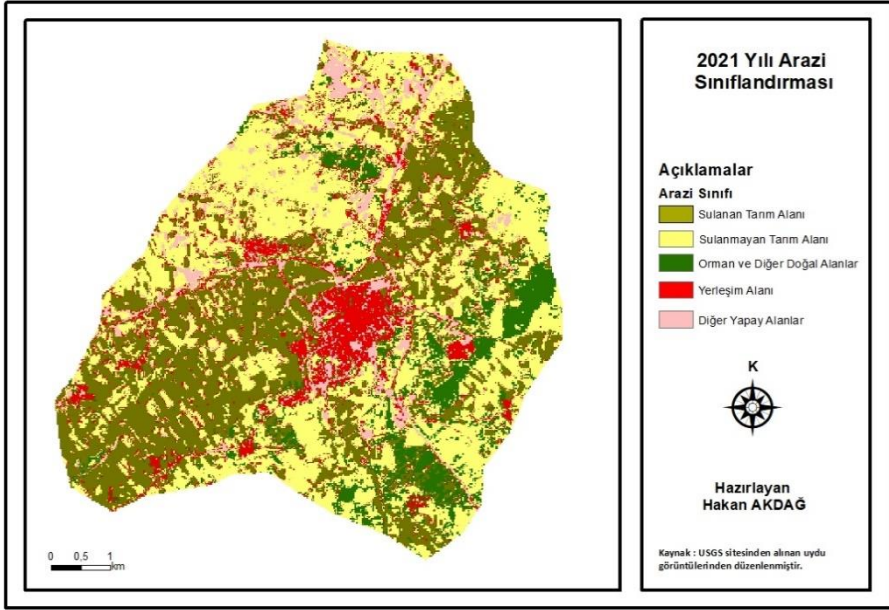 2021 Yılı Arazi
Sınıflandırması
Açıklamalar
Arazi Sınıfı
Sulanan Tarım Alanı
Sulanmayan Tarım Alanı
Orman ve Diğer Doğal Alanlar
Yerleşim Alanı
Diğer Yapay Alanlar
K
Hazırlayan
Hakan AKDAĞ
Kaynak : USGS sitesinden alınan uydu
görüntülerinden düzenlenmiştir.
0 0,5 1
km